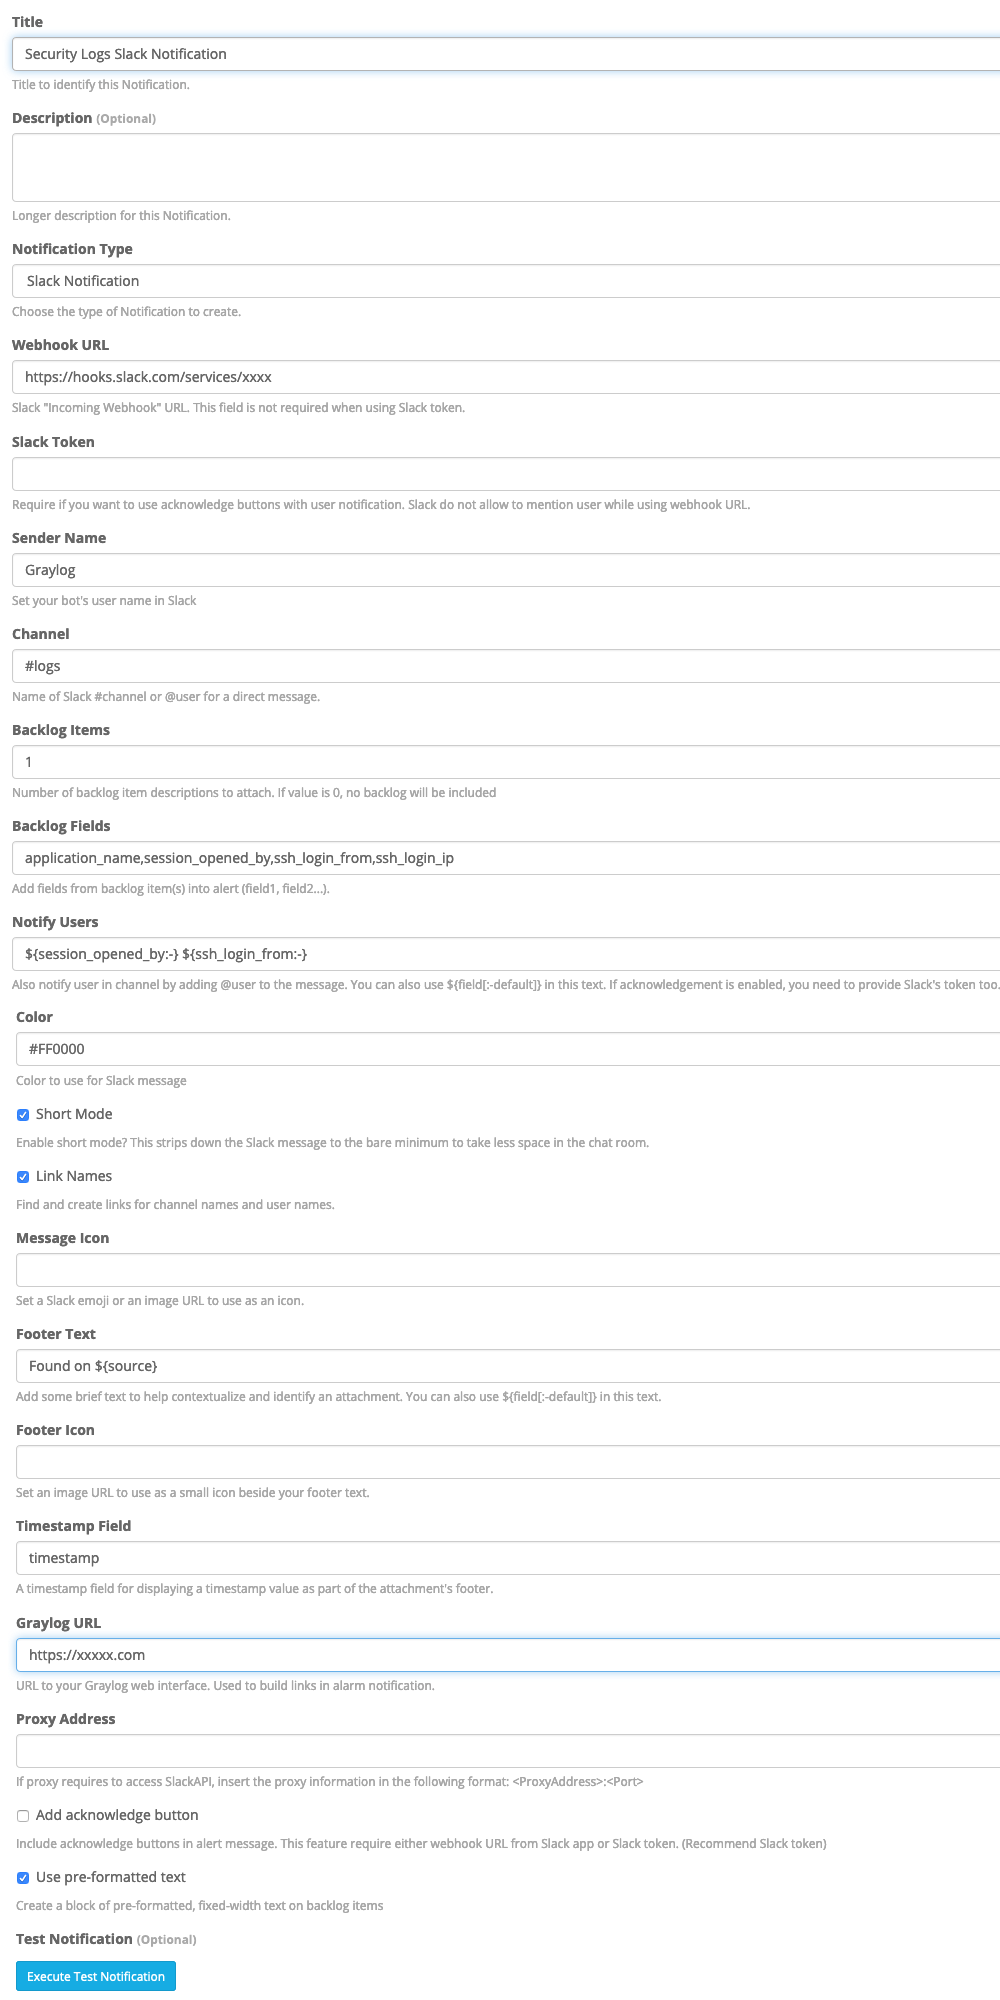 Title
Security Logs Slack Notification
Title to identify this Notification.
Description (Optional)
Longer description for this Notification.
Notification Type
Slack Notification
Choose the type of Notification to create.
Webhook URL
https://hooks.slack.com/services/xxxx
Slack "Incoming Webhook" URL. This field is not required when using Slack token.
Slack Token
Require if you want to use acknowledge buttons with user notification. Slack do not allow to mention user while using webhook URL.
Sender Name
Graylog
Set your bot's user name in Slack
Channel
#logs
Name of Slack #channel or @user for a direct message.
Backlog Items
1
Number of backlog item descriptions to attach. If value is 0, no backlog will be included
Backlog Fields
application_name,session_opened_by,ssh_login_from,ssh_login_ip
Add fields from backlog item(s) into alert (field1, field2...).
Notify Users
${session_opened_by:-} ${ssh_login_from:-}
Also notify user in channel by adding @user to the message. You can also use ${field[:-default]} in this text. If acknowledgement is enabled, you need to provide Slack's token too.
Color
#FF0000
Color to use for Slack message
Short Mode
Enable short mode? This strips down the Slack message to the bare minimum to take less space in the chat room.
Link Names
Find and create links for channel names and user names.
Message Icon
Set a Slack emoji or an image URL to use as an icon.
Footer Text
Found on ${source}
Add some brief text to help contextualize and identify an attachment. You can also use ${field[:-default]} in this text.
Footer Icon
Set an image URL to use as a small icon beside your footer text.
Timestamp Field
timestamp
A timestamp field for displaying a timestamp value as part of the attachment's footer.
Graylog URL
https://xxxxx.com
URL to your Graylog web interface. Used to build links in alarm notification.
Proxy Address
If proxy requires to access SlackAPI, insert the proxy information in the following format: <ProxyAddress>:<Port>
Add acknowledge button
Include acknowledge buttons in alert message. This feature require either webhook URL from Slack app or Slack token. (Recommend Slack token)
Use pre-formatted text
Create a block of pre-formatted, fixed-width text on backlog items
Test Notification (Optional)
Execute Test Notification